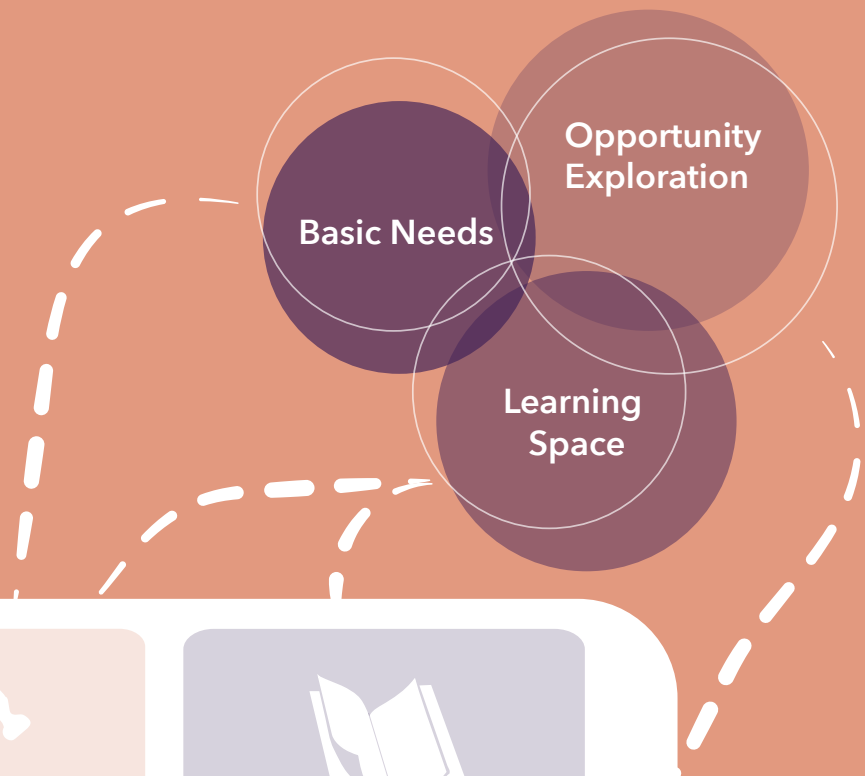 Opportunity
Exploration
Basic Needs
Learning
Space